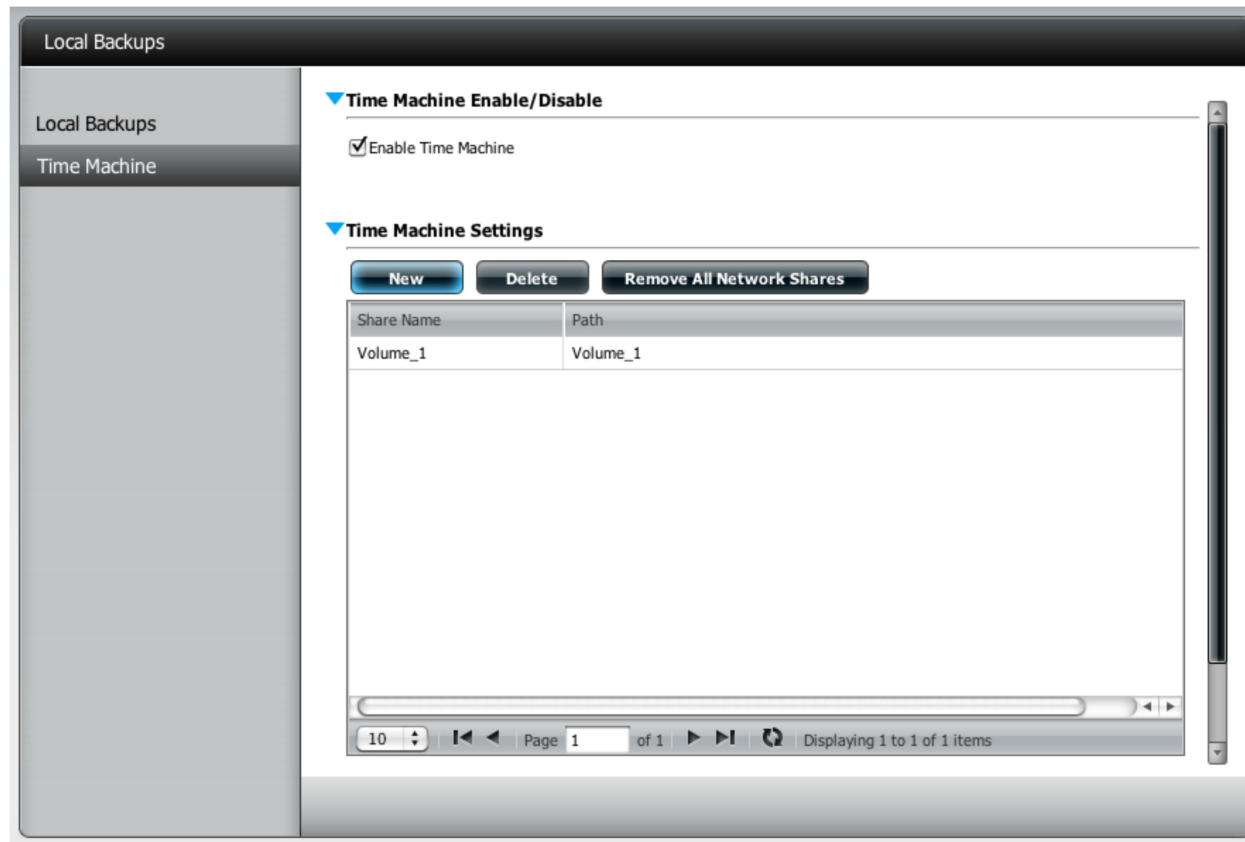 Local Backups
Local Backups
Time Machine
Time Machine Enable/Disable
Enable Time Machine
Time Machine Settings
New Delete Remove All Network Shares
Share Name Path
Volume_1 Volume_1
10 Page 1 of 1 Displaying 1 to 1 of 1 items